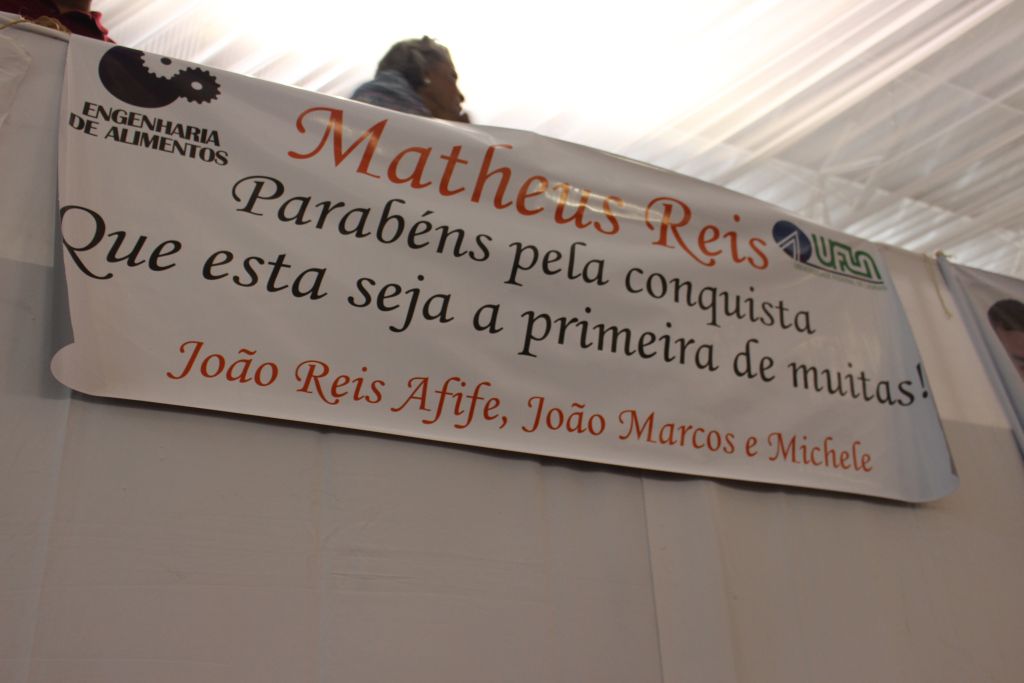 ENGENHARIA
DE ALIMENTOS
Matheus Reis
UFLA
Parabéns pela conquista
Que esta seja a primeira de muitas!
João Reis Afife, João Marcos e Michele